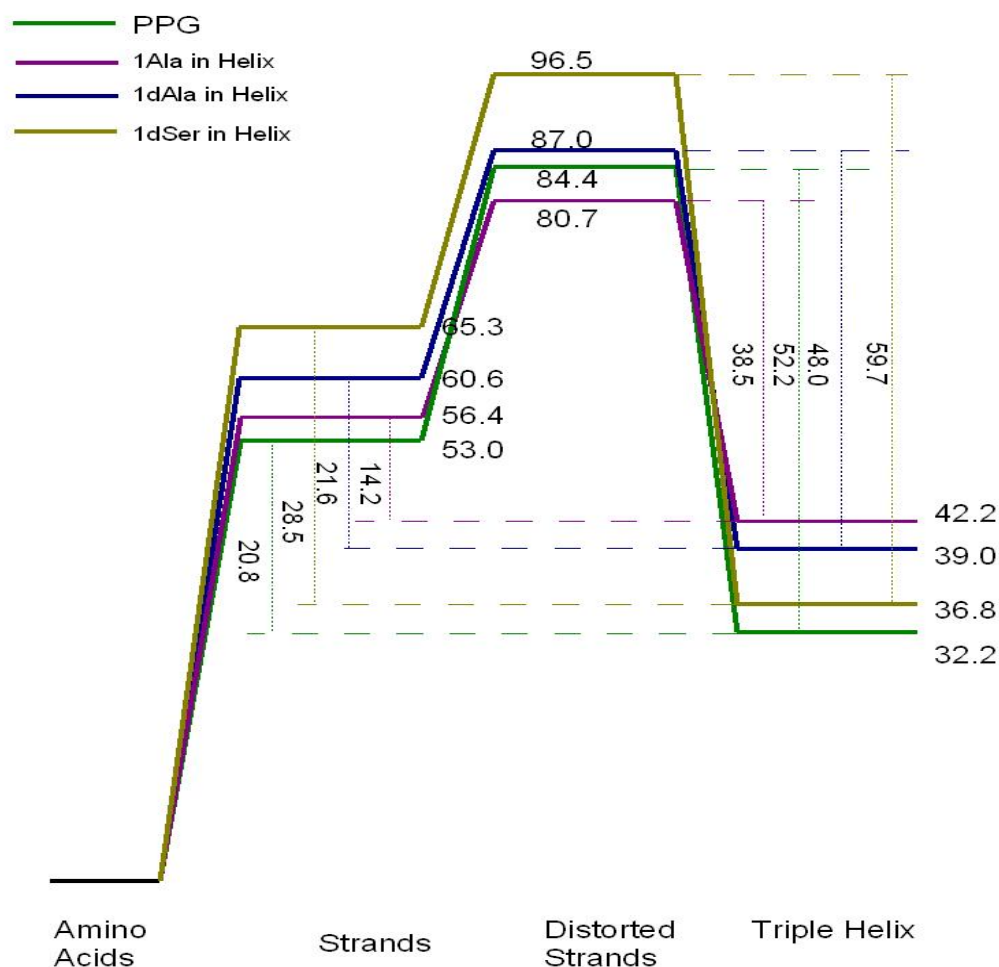 PPG
1Ala in Helix
1dAla in Helix
1dSer in Helix
96.5
87.0
84.4
80.7
65.3
60.6
56.4
53.0
38.5
52.2
48.0
59.7
20.8
28.5
21.6
14.2
42.2
39.0
36.8
32.2
Amino
Acids
Strands
Distorted
Strands
Triple Helix